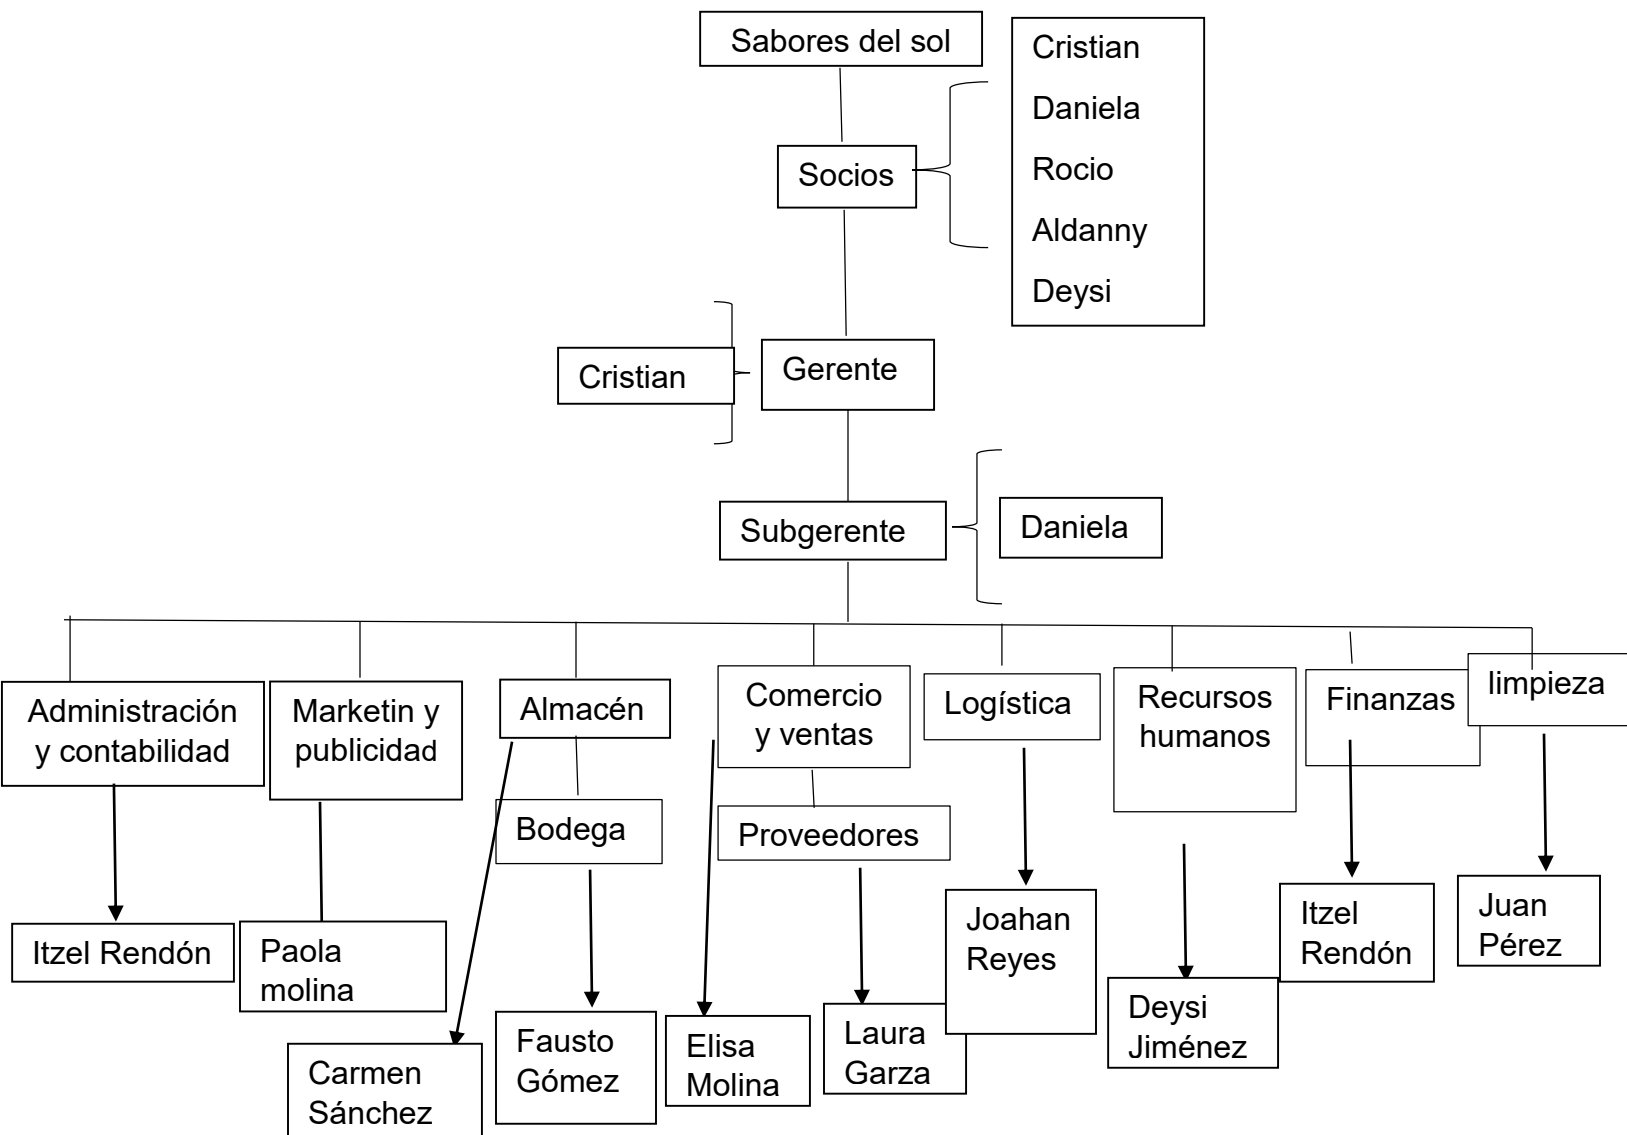 Sabores del sol
Cristian
Daniela
Rocio
Aldanny
Deysi
Socios
Gerente
Cristian
Subgerente
Daniela
Administración
y contabilidad
Marketin y
publicidad
Almacén
Comercio
y ventas
Logística
Recursos
humanos
Finanzas
limpieza
Bodega
Proveedores
Itzel Rendón
Paola
molina
Carmen
Sánchez
Fausto
Gómez
Elisa
Molina
Laura
Garza
Joahan
Reyes
Deysi
Jiménez
Itzel
Rendón
Juan
Pérez